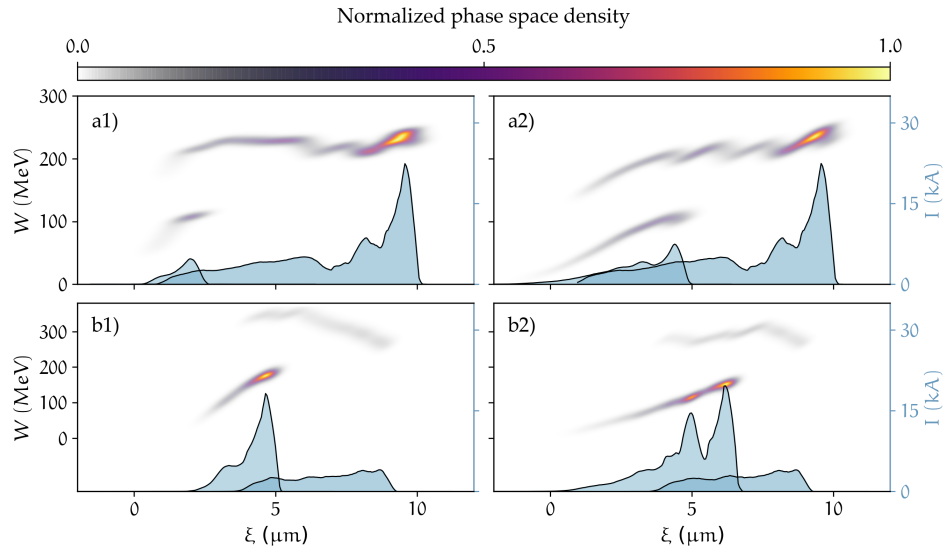 Normalized phase space density
0.0 0.5 1.0
300
200
100
0
W (MeV)
a1)
a2)
30
15
0
I (kA)
300
200
100
0
W (MeV)
b1)
b2)
30
15
0
I (kA)
0 5 10
0 5 10
ξ (μm)
ξ (μm)